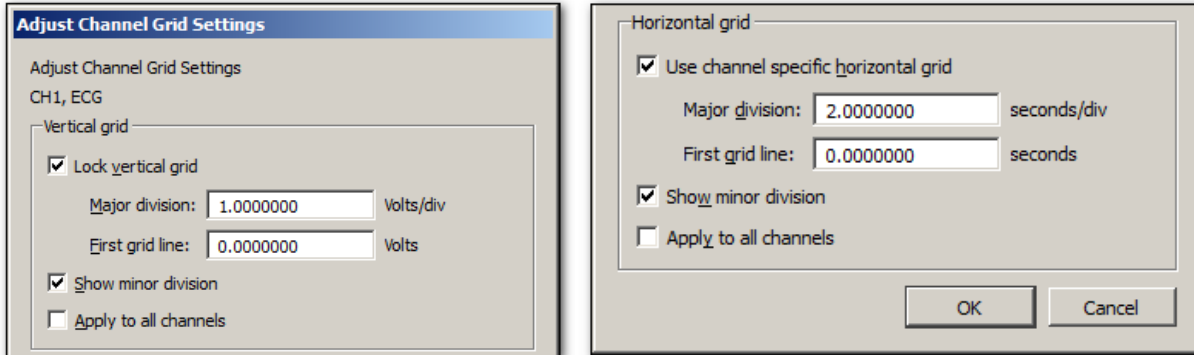 Adjust Channel Grid Settings
Adjust Channel Grid Settings
CH1, ECG
Vertical grid
Lock vertical grid
Major division: 1.0000000 Volts/div
First grid line: 0.0000000 Volts
Show minor division
Apply to all channels
Horizontal grid
Use channel specific horizontal grid
Major division: 2.0000000 seconds/div
First grid line: 0.0000000 seconds
Show minor division
Apply to all channels
OK Cancel